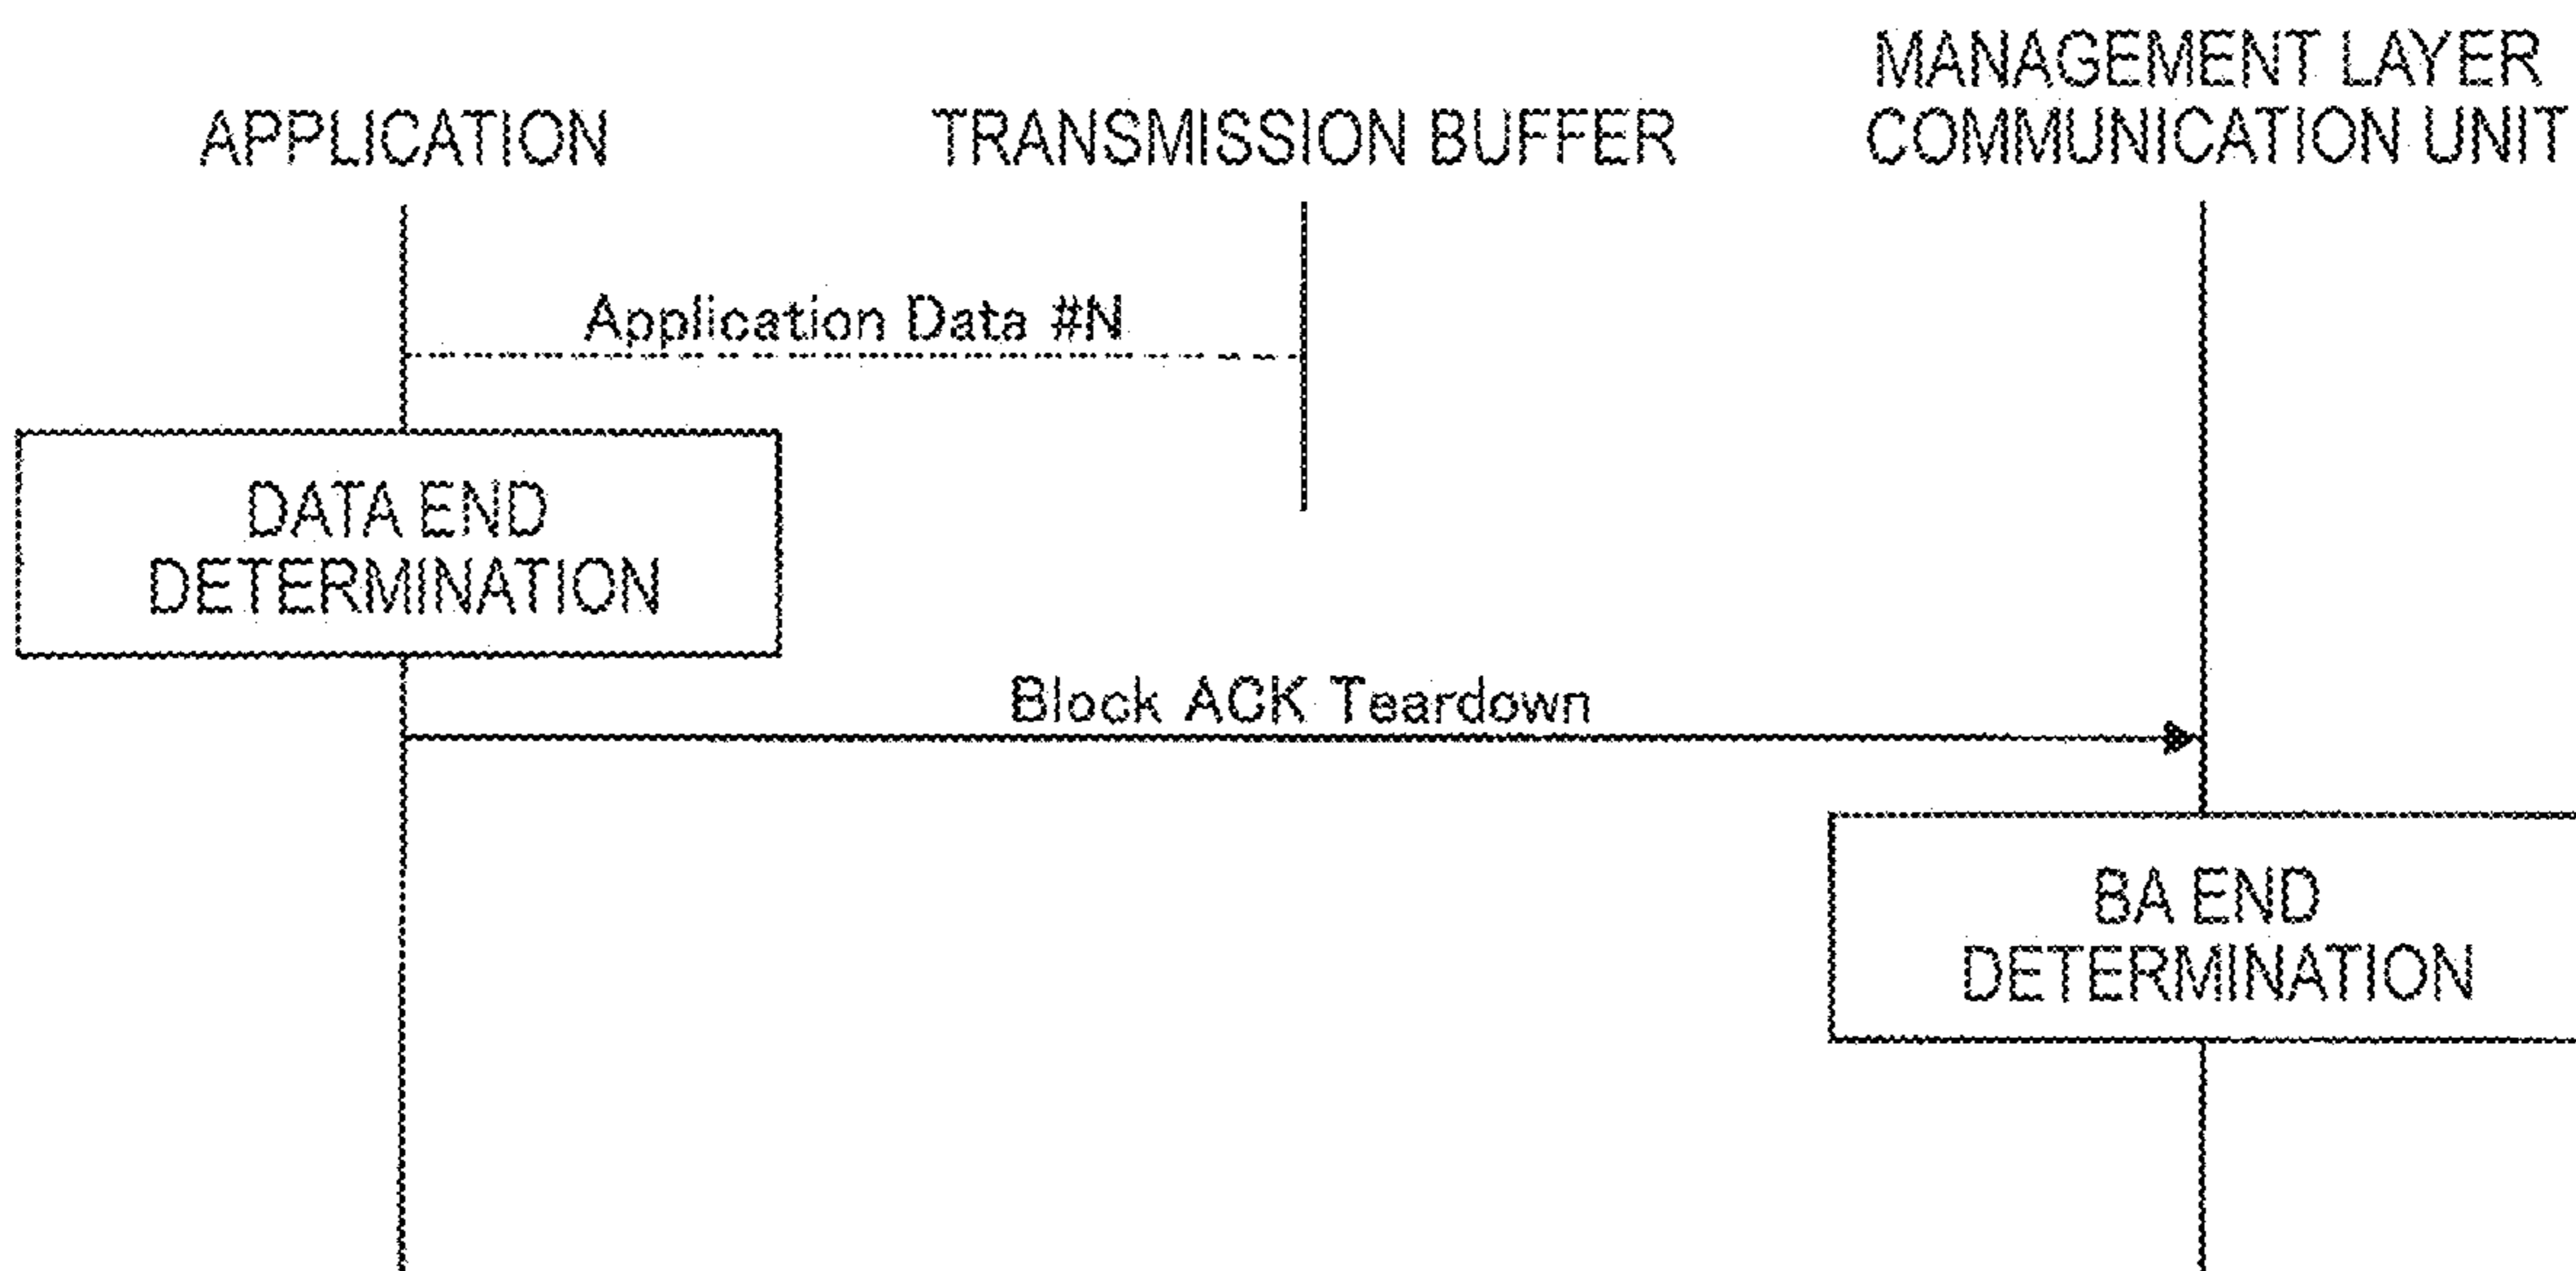 APPLICATION
TRANSMISSION BUFFER
MANAGEMENT LAYER
COMMUNICATION UNIT
Application Data #N
DATA END
DETERMINATION
Block ACK Teardown
BA END
DETERMINATION